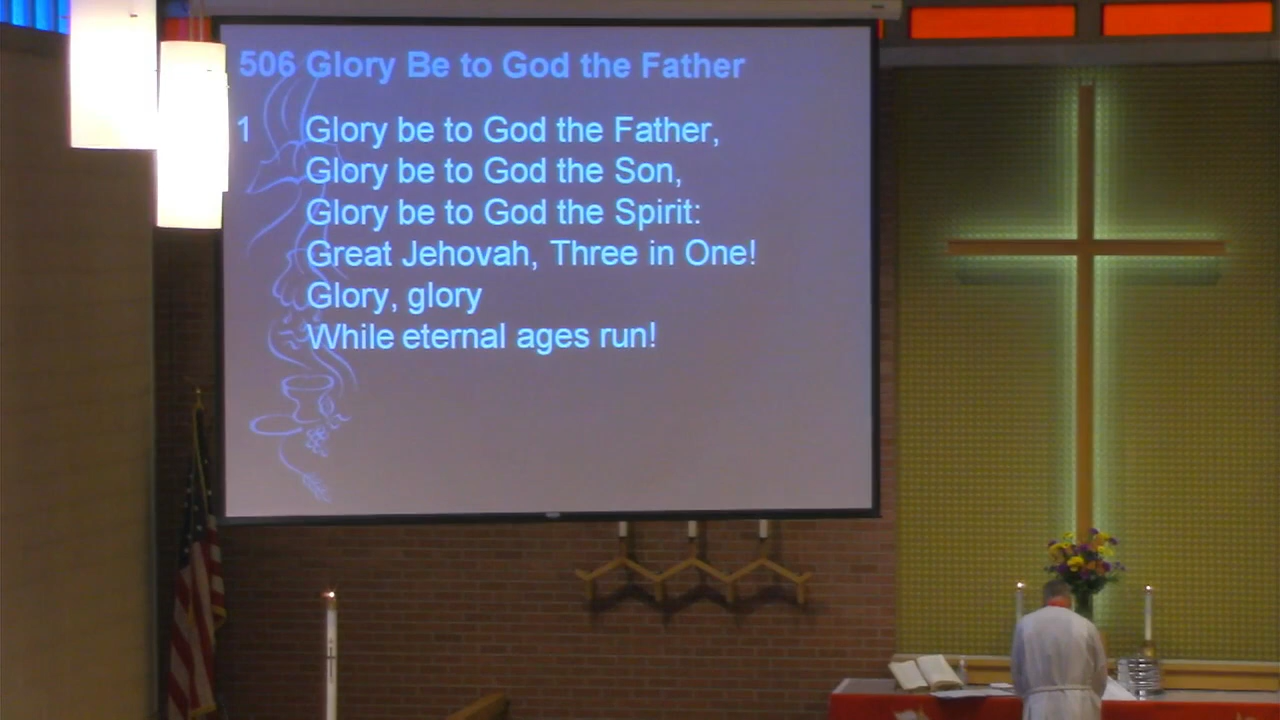 506 Glory Be to God the Father
1 Glory be to God the Father,
Glory be to God the Son,
Glory be to God the Spirit:
Great Jehovah, Three in One!
Glory, glory
While eternal ages run!